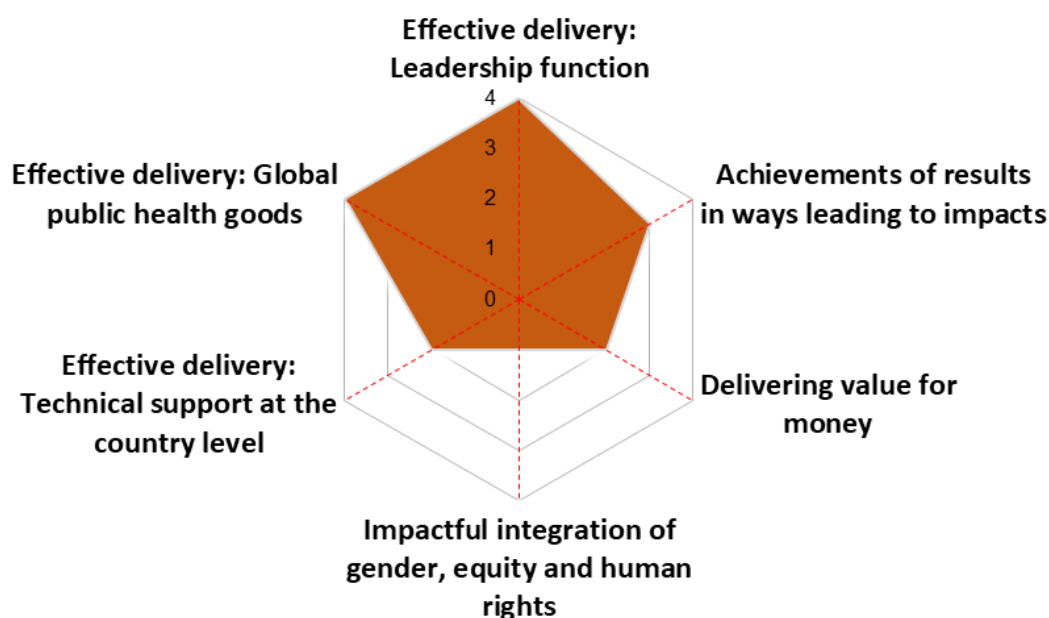 Effective delivery:
Leadership function
4
3
2
1
0
Effective delivery: Global
public health goods
Achievements of results
in ways leading to impacts
Effective delivery:
Technical support at the
country level
Delivering value for
money
Impactful integration of
gender, equity and human
rights